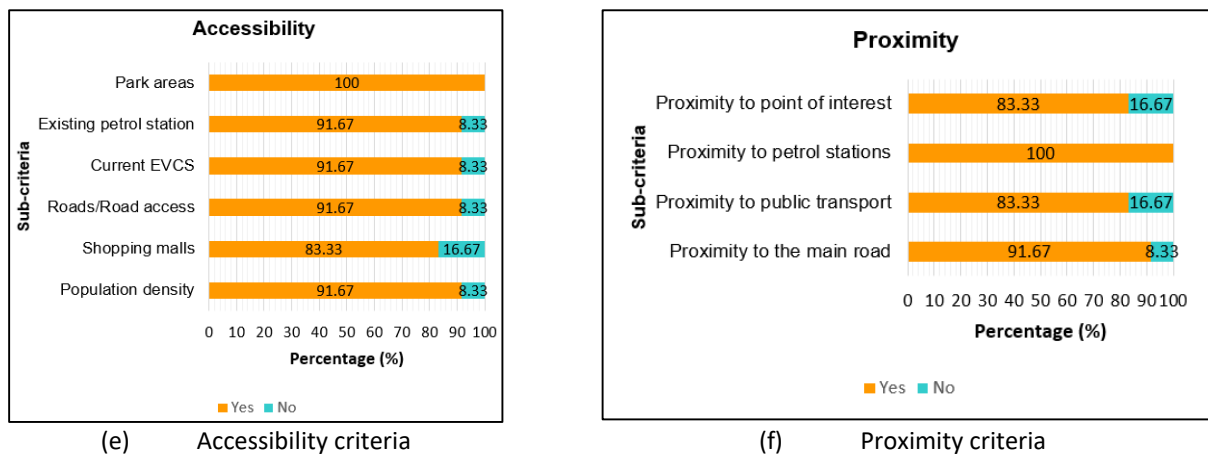 Accessibility
Sub-criteria
Park areas 100
Existing petrol station 91.67 8.33
Current EVCS 91.67 8.33
Roads/Road access 91.67 8.33
Shopping malls 83.33 16.67
Population density 91.67 8.33
0 10 20 30 40 50 60 70 80 90 100
Percentage (%)
Yes No
(e) Accessibility criteria
Proximity
Sub-criteria
Proximity to point of interest 83.33 16.67
Proximity to petrol stations 100
Proximity to public transport 83.33 16.67
Proximity to the main road 91.67 8.33
0 10 20 30 40 50 60 70 80 90 100
Percentage (%)
Yes No
(f) Proximity criteria